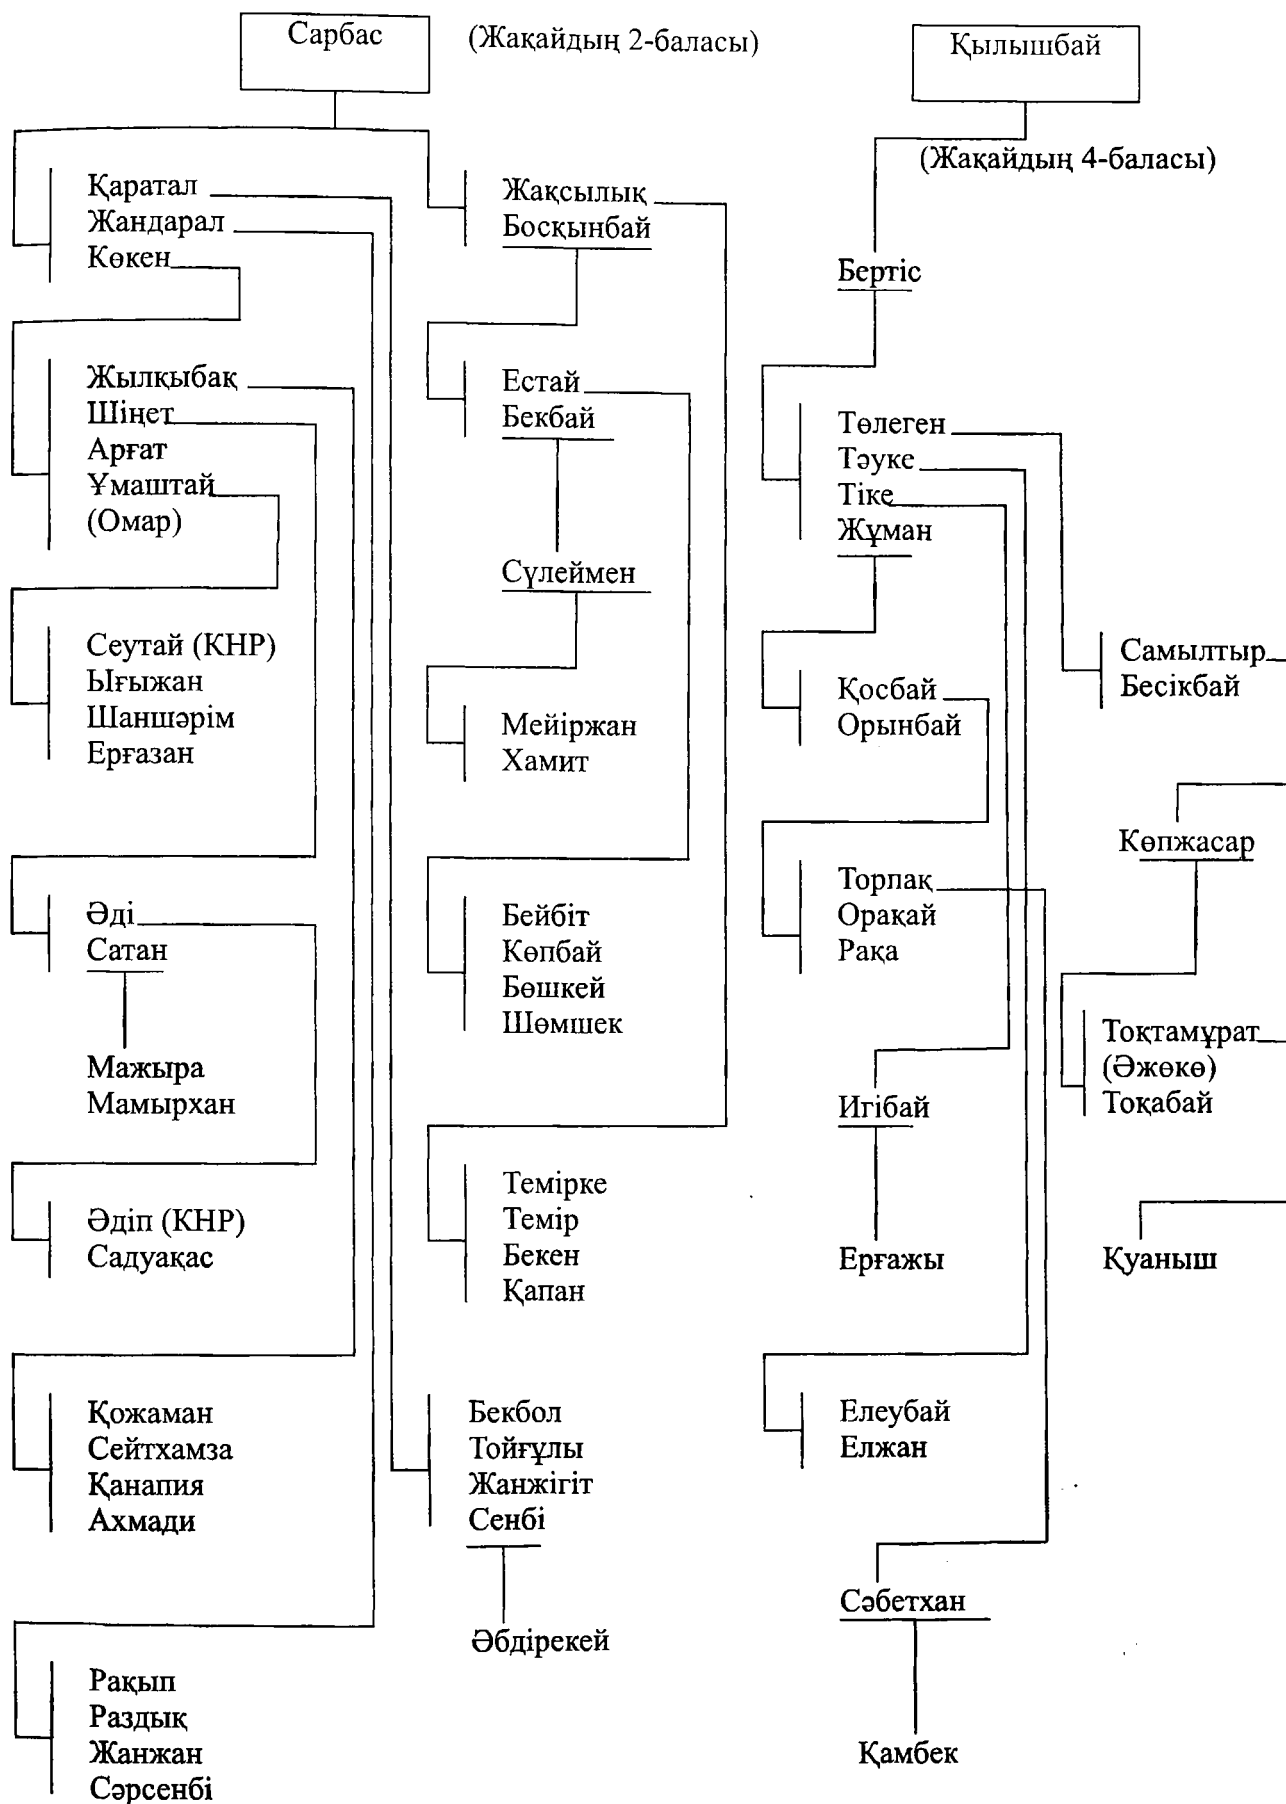 Сарбас
(Жақайдың 2-баласы)
Қаратал
Жандарал
Көкен
Жылқыбақ
Шіңет
Арғат
Ұмаштай
(Омар)
Сеутай (КНР)
Ығыжан
Шаншәрім
Ерғазан
Әді
Сатан
Мажыра
Мамырхан
Әдіп (КНР)
Садуақас
Қожаман
Сейтхамза
Қанапия
Ахмади
Рақып
Раздық
Жанжан
Сәрсенбі
Жақсылық
Босқынбай
Естай
Бекбай
Сүлеймен
Мейіржан
Хамит
Бейбіт
Көпбай
Бөшкей
Шөмшек
Темірке
Темір
Бекен
Қапан
Бекбол
Тойғұлы
Жанжігіт
Сенбі
Әбдірекей
Қылышбай
(Жақайдың 4-баласы)
Бертіс
Төлеген
Тәуке
Тіке
Жұман
Қосбай
Орынбай
Торпақ
Орақай
Рақа
Игібай
Ерғажы
Елеубай
Елжан
Сәбетхан
Қамбек
Самылтыр
Бесікбай
Көпжасар
Тоқтамұрат
(Әжөкө)
Тоқабай
Қуаныш